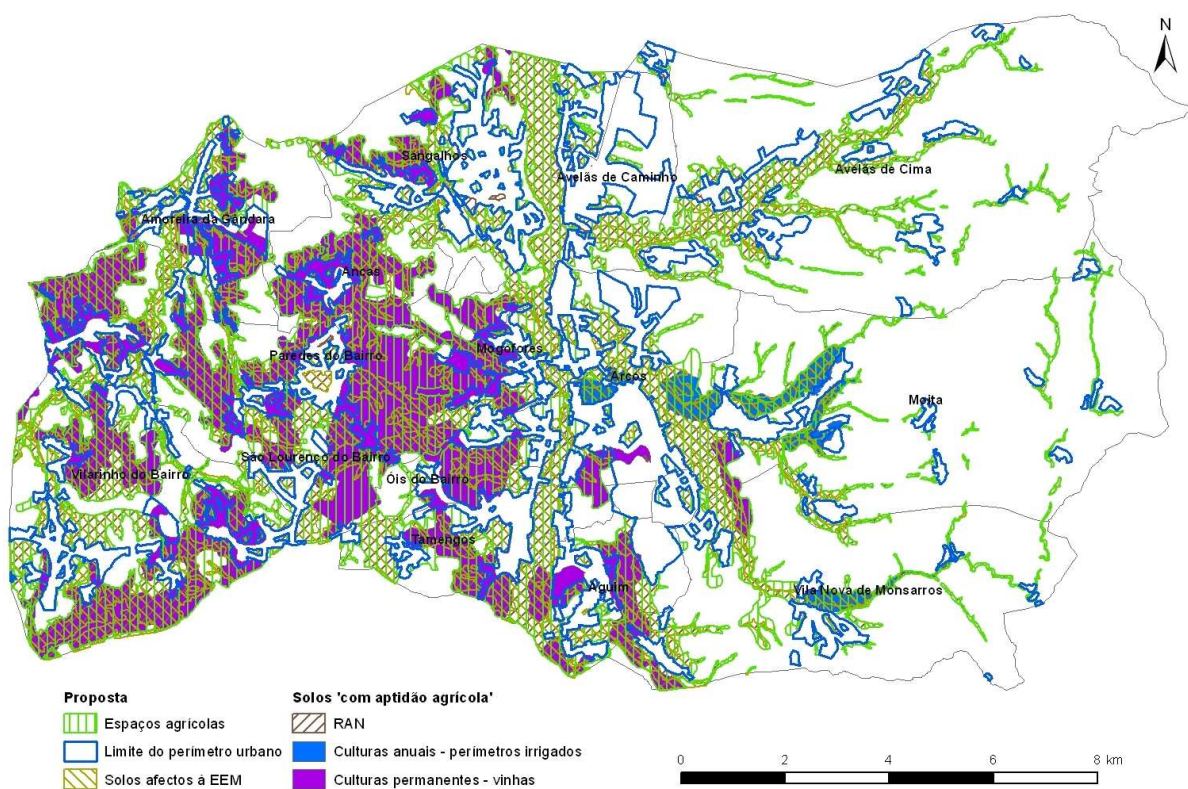 N
Sangalhos
Avelãs de Caminho
Avelãs de Cima
Amoreira da Gândara
Ancas
Paredes do Bairro
Mogofores
Arcos
Moita
São Lourenço do Bairro
Vilarinho do Bairro
Óis do Bairro
Tamengos
Aguim
Vila Nova de Monsarros
Proposta
Espaços agrícolas
Limite do perímetro urbano
Solos afectos à EEM
Solos 'com aptidão agrícola'
RAN
Culturas anuais - perímetros irrigados
Culturas permanentes - vinhas
0 2 4 6 8 km